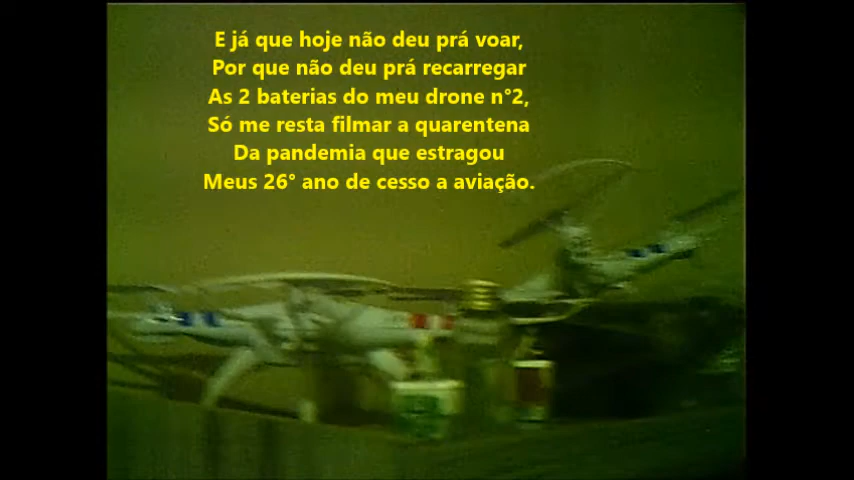 E já que hoje não deu prá voar,
Por que não deu prá recarregar
As 2 baterias do meu drone n°2,
Só me resta filmar a quarentena
Da pandemia que estragou
Meus 26° ano de cesso a aviação.